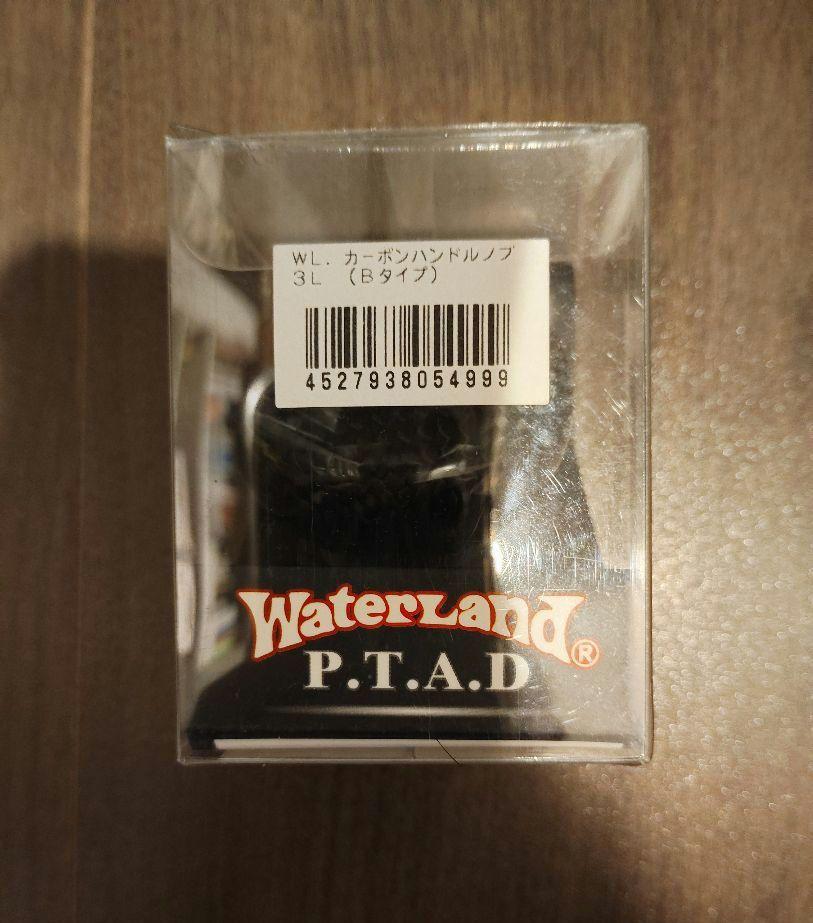 WL. カーボンハンドルノブ
3L (Bタイプ)
4527938054999
WaterLand®
P.T.A.D